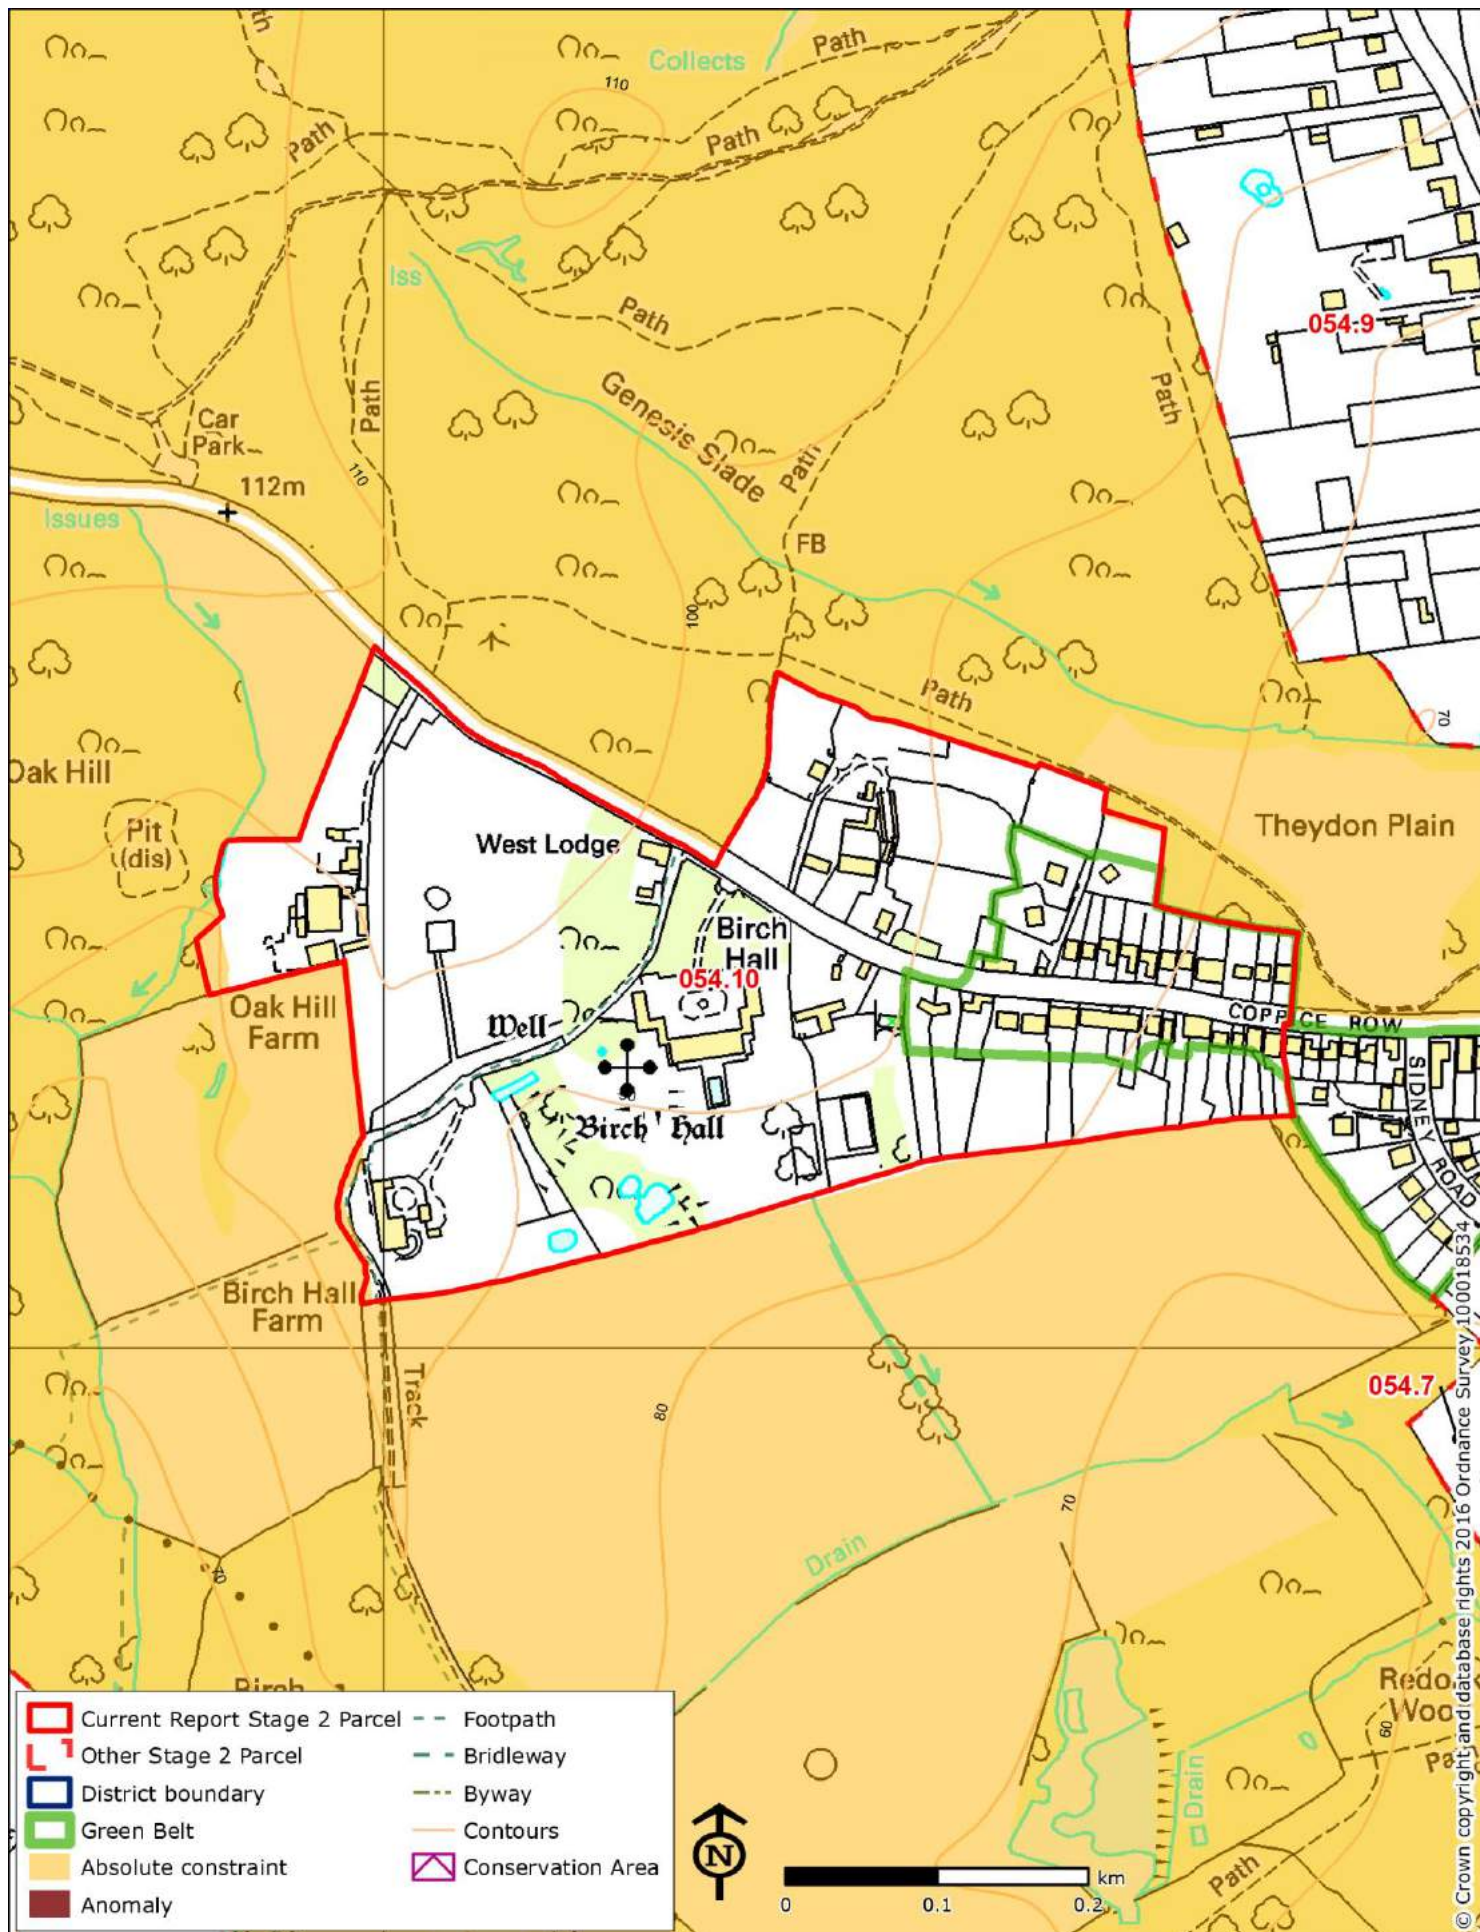 th
Collects
Path
110
Path
Path
Iss
Path
054.9
Path
Path
Car
Park
Genesis Slade
Path
112m
110
Issues
FB
100
Path
70
Oak Hill
Pit
(dis)
Theydon Plain
West Lodge
Birch
Hall
054.10
Oak Hill
Farm
Well
COPPICE ROW
SIDNEY ROAD
Birch Hall
Birch Hall
Farm
Track
80
054.7
70
Drain
70
Birch
60
Drain
Path
Current Report Stage 2 Parcel
Other Stage 2 Parcel
District boundary
Green Belt
Absolute constraint
Anomaly
Footpath
Bridleway
Byway
Contours
Conservation Area
N
km
0 0.1 0.2
© Crown copyright and database rights 2016 Ordnance Survey 100018534